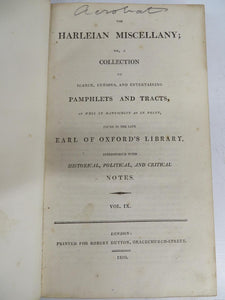 Acrobat
THE
HARLEIAN MISCELLANY;
OR, A
COLLECTION
OF
SCARCE, CURIOUS, AND ENTERTAINING
PAMPHLETS AND TRACTS,
AS WELL IN MANUSCRIPT AS IN PRINT,
FOUND IN THE LATE
EARL OF OXFORD'S LIBRARY,
INTERSPERSED WITH
HISTORICAL, POLITICAL, AND CRITICAL
NOTES.
VOL. IX.
LONDON:
PRINTED FOR ROBERT DUTTON, GRACECHURCH-STREET.
1810.